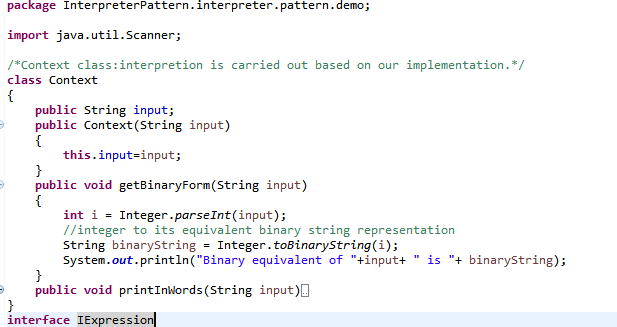 package InterpreterPattern.interpreter.pattern.demo;
import java.util.Scanner;
/*Context class:interpretion is carried out based on our implementation.*/
class Context
{
public String input;
public Context(String input)
{
this.input=input;
}
public void getBinaryForm(String input)
{
int i = Integer.parseInt(input);
//integer to its equivalent binary string representation
String binaryString = Integer.toBinaryString(i);
System.out.println("Binary equivalent of "+input+ " is "+ binaryString);
}
public void printInWords(String input)
}
interface IExpression